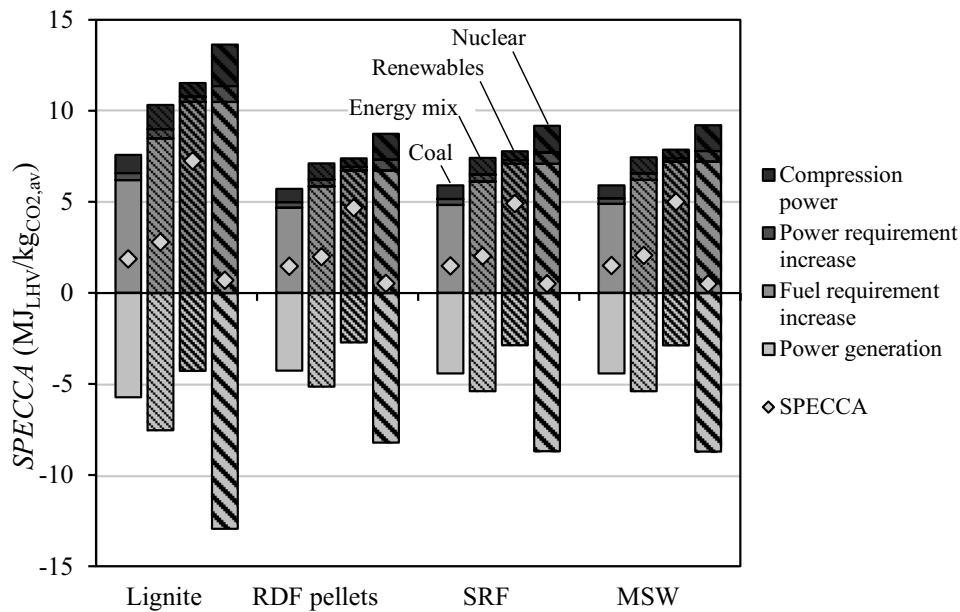 SPECCA (MJLHV/kgCO2,av)
15
10
5
0
-5
-10
-15
Nuclear
Renewables
Energy mix
Coal
Compression
power
Power requirement
increase
Fuel requirement
increase
Power generation
SPECCA
Lignite
RDF pellets
SRF
MSW